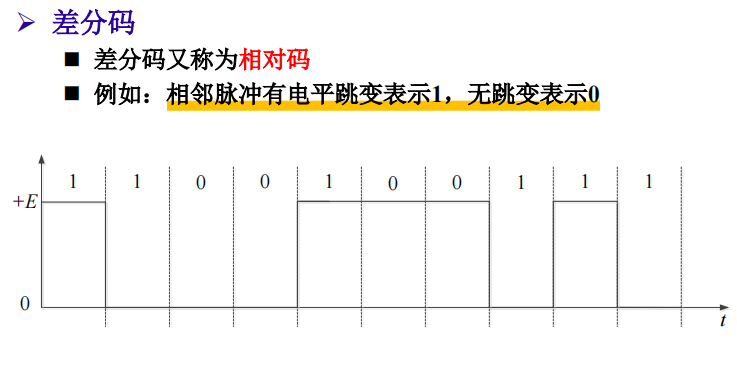 ➢ 差分码
■ 差分码又称为相对码
■ 例如：相邻脉冲有电平跳变表示1，无跳变表示0
1 1 0 0 1 0 0 1 1 1
+E
0
t